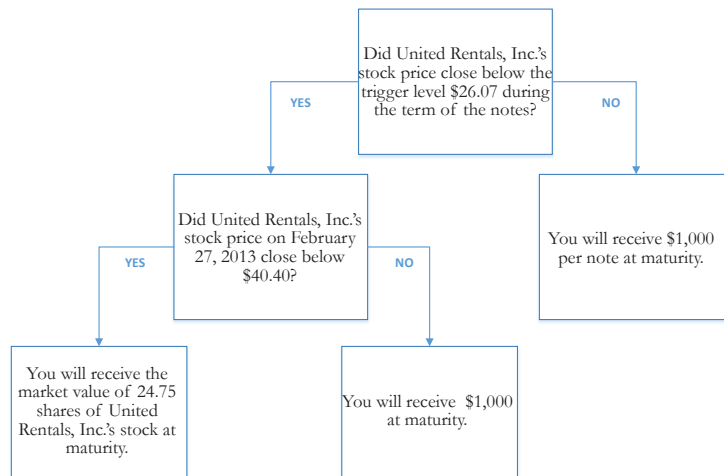 Did United Rentals, Inc.'s
stock price close below the
trigger level $26.07 during
the term of the notes?
YES
NO
Did United Rentals, Inc.'s
stock price on February
27, 2013 close below
$40.40?
You will receive $1,000
per note at maturity.
YES
NO
You will receive the
market value of 24.75
shares of United
Rentals, Inc.'s stock at
maturity.
You will receive $1,000
at maturity.